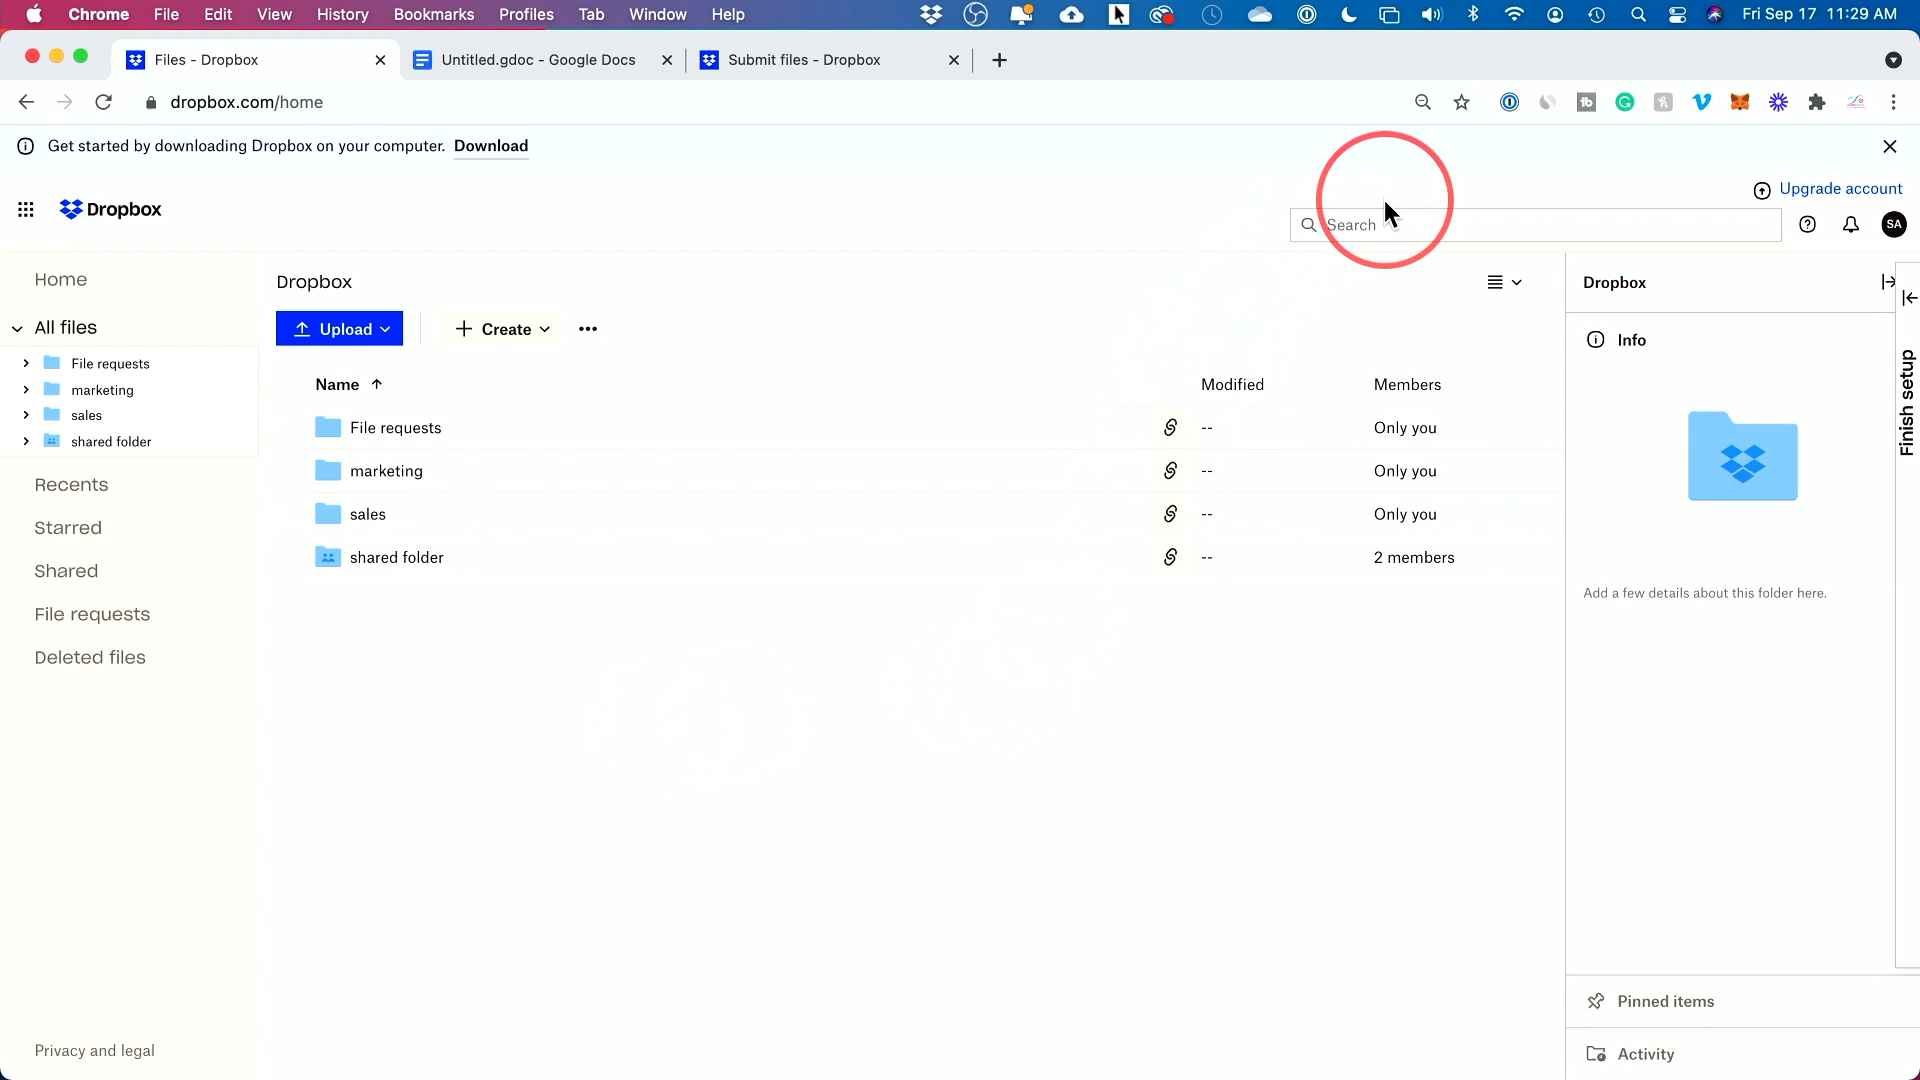 Chrome File Edit View History Bookmarks Profiles Tab Window Help Fri Sep 17 11:29 AM
Files - Dropbox Untitled.gdoc - Google Docs Submit files - Dropbox
dropbox.com/home
Get started by downloading Dropbox on your computer. Download
Upgrade account
Dropbox
Search
SA
Home
All files
File requests
marketing
sales
shared folder
Recents
Starred
Shared
File requests
Deleted files
Privacy and legal
Dropbox
Upload Create
Name Modified Members
File requests -- Only you
marketing -- Only you
sales -- Only you
shared folder -- 2 members
Dropbox
Info
Add a few details about this folder here.
Pinned items
Activity
Finish setup